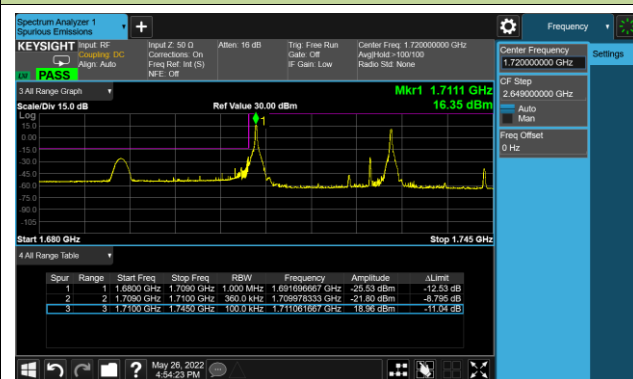 Spectrum Analyzer 1
Spurious Emissions
Frequency
KEYSIGHT
Input: RF
Coupling: DC
Align: Auto
Input Z: 50 Ω
Corrections: On
Freq Ref: Int (S)
NFE: Off
Atten: 16 dB
Trig: Free Run
Gate: Off
IF Gain: Low
Center Freq: 1.720000000 GHz
Avg|Hold:>100/100
Radio Std: None
LXI
PASS
Center Frequency
1.720000000 GHz
Settings
CF Step
2.649000000 GHz
Auto
Man
Freq Offset
0 Hz
3 All Range Graph
Mkr1 1.7111 GHz
Scale/Div 15.0 dB
Ref Value 30.00 dBm
16.35 dBm
Log
1
15.0
0.00
-15.0
-30.0
-45.0
-60.0
-75.0
-90.0
-105
Start 1.680 GHz
Stop 1.745 GHz
4 All Range Table
Spur Range Start Freq Stop Freq RBW Frequency Amplitude ΔLimit
1 1 1.6800 GHz 1.7090 GHz 1.000 MHz 1.691696667 GHz -25.53 dBm -12.53 dB
2 2 1.7090 GHz 1.7100 GHz 360.0 kHz 1.709978333 GHz -21.80 dBm -8.795 dB
3 3 1.7100 GHz 1.7450 GHz 100.0 kHz 1.711061667 GHz 18.96 dBm -11.04 dB
?
May 26, 2022
4:54:23 PM